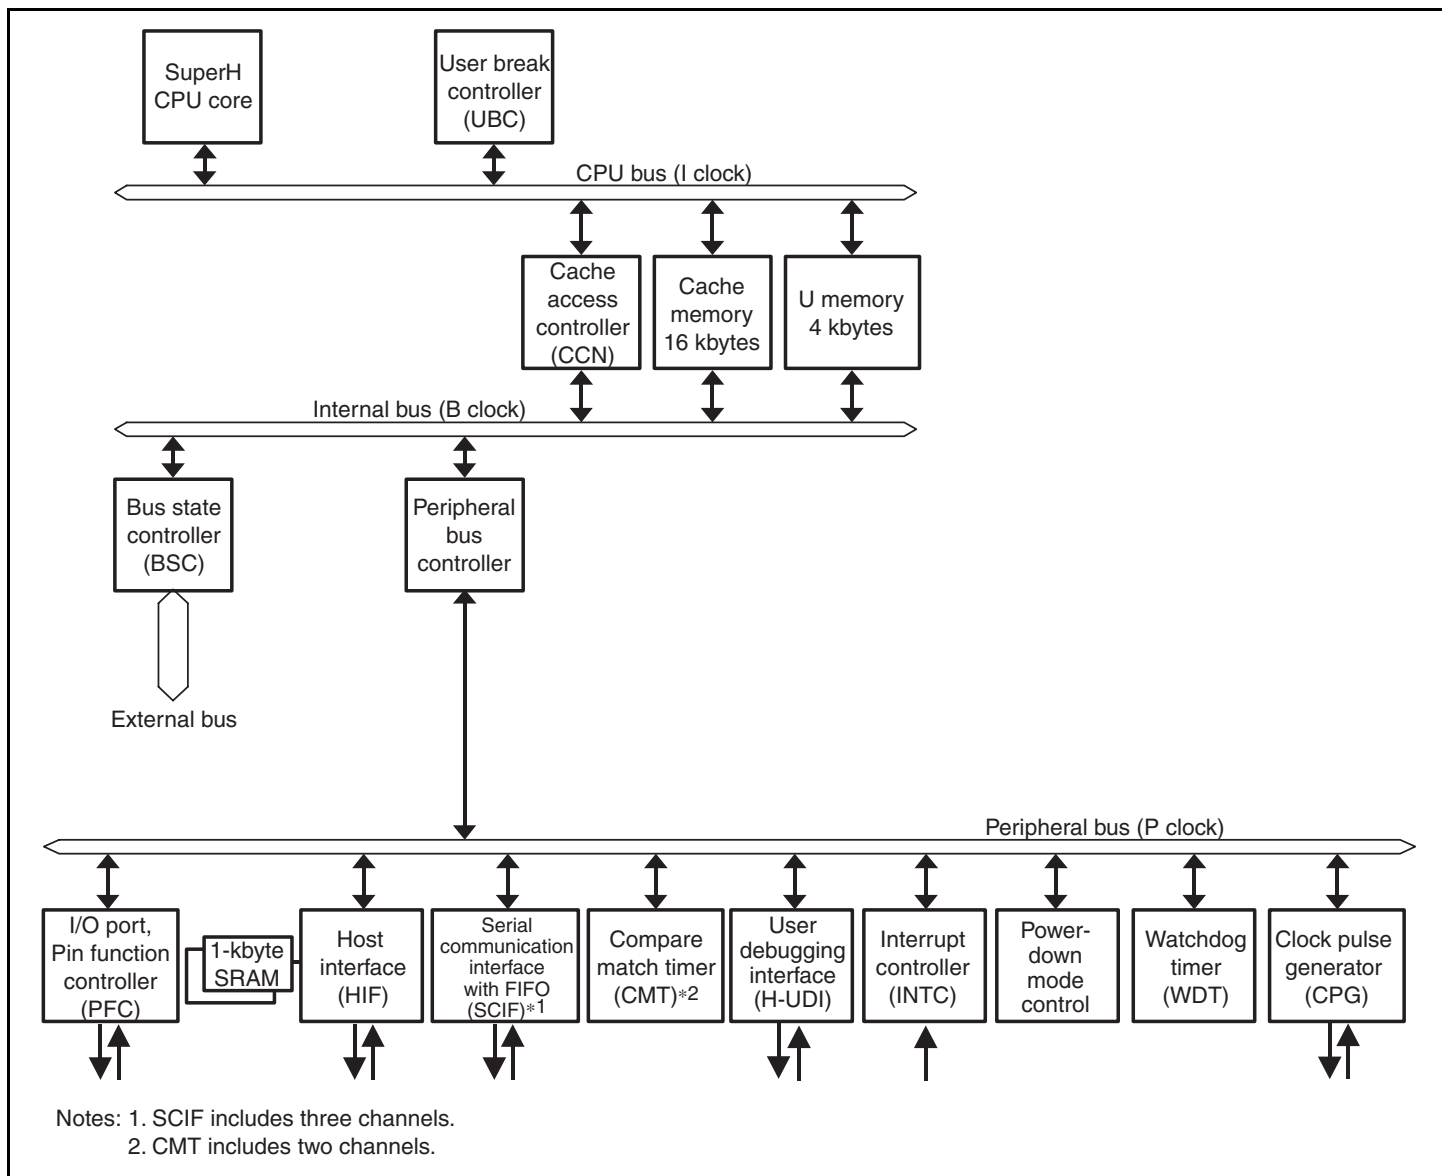 SuperH
CPU core
User break
controller
(UBC)
CPU bus (I clock)
Cache
access
controller
(CCN)
Cache
memory
16 kbytes
U memory
4 kbytes
Internal bus (B clock)
Bus state
controller
(BSC)
Peripheral
bus
controller
External bus
Peripheral bus (P clock)
I/O port,
Pin function
controller
(PFC)
1-kbyte
SRAM
Host
interface
(HIF)
Serial
communication
interface
with FIFO
(SCIF)*1
Compare
match timer
(CMT)*2
User
debugging
interface
(H-UDI)
Interrupt
controller
(INTC)
Power-
down
mode
control
Watchdog
timer
(WDT)
Clock pulse
generator
(CPG)
Notes: 1. SCIF includes three channels.
2. CMT includes two channels.